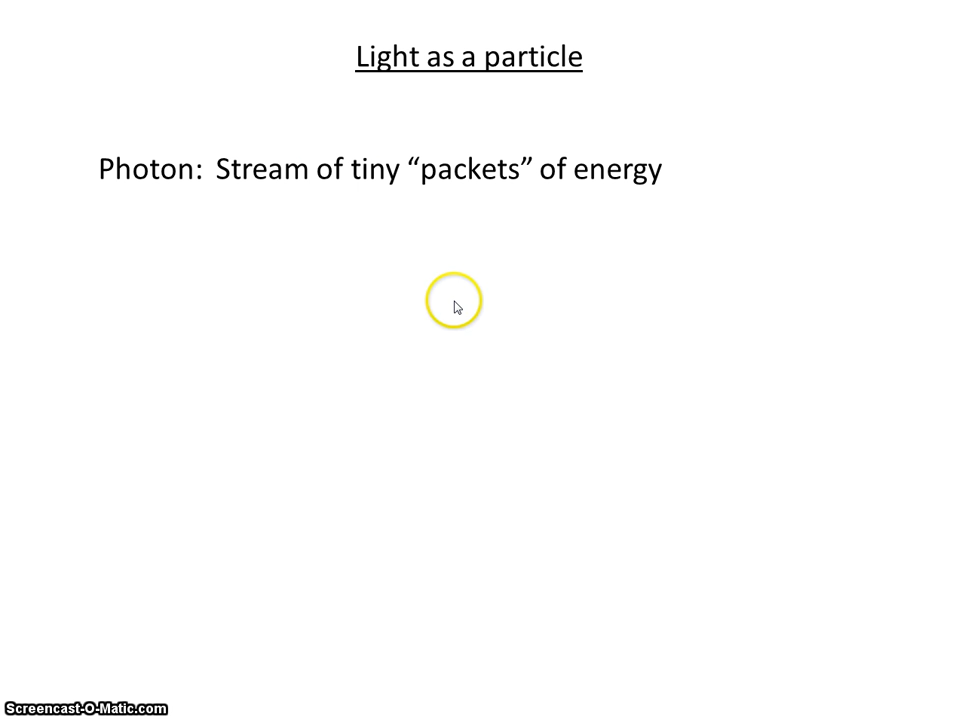 Light as a particle
Photon: Stream of tiny “packets” of energy
Screencast-O-Matic.com